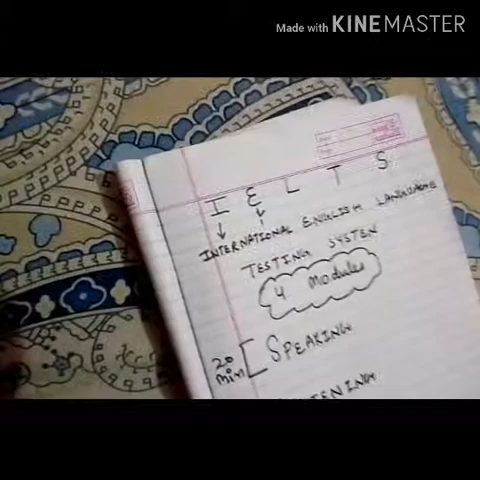 Made with KINEMASTER
I E L T S
INTERNATIONAL ENGLISH LANGUAGE
TESTING SYSTEM
4 modules
20 min [ SPEAKING